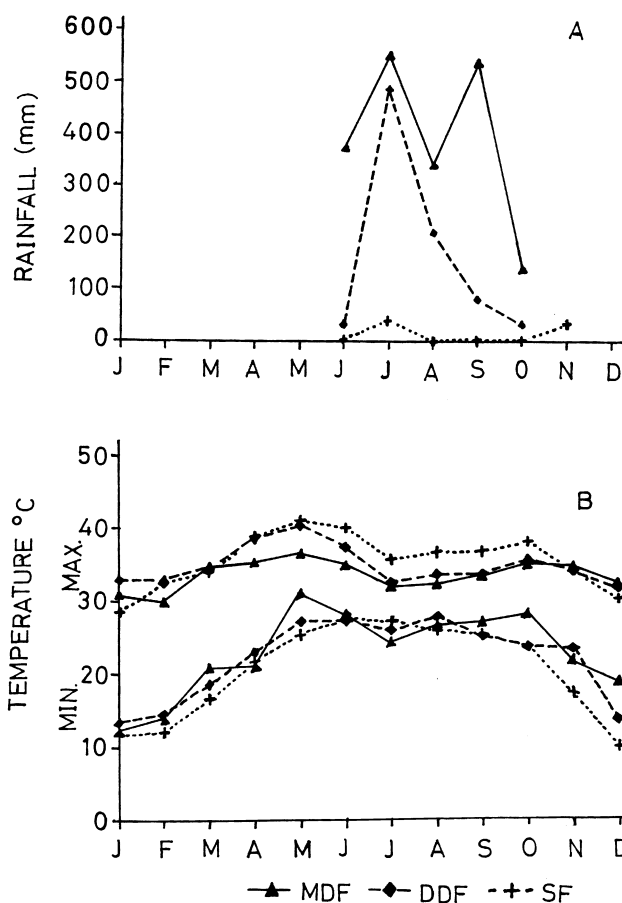 A
RAINFALL (mm)
600
500
400
300
200
100
0
J F M A M J J A S O N D
B
TEMPERATURE °C
MIN. MAX.
50
40
30
20
10
0
J F M A M J J A S O N D
MDF DDF SF